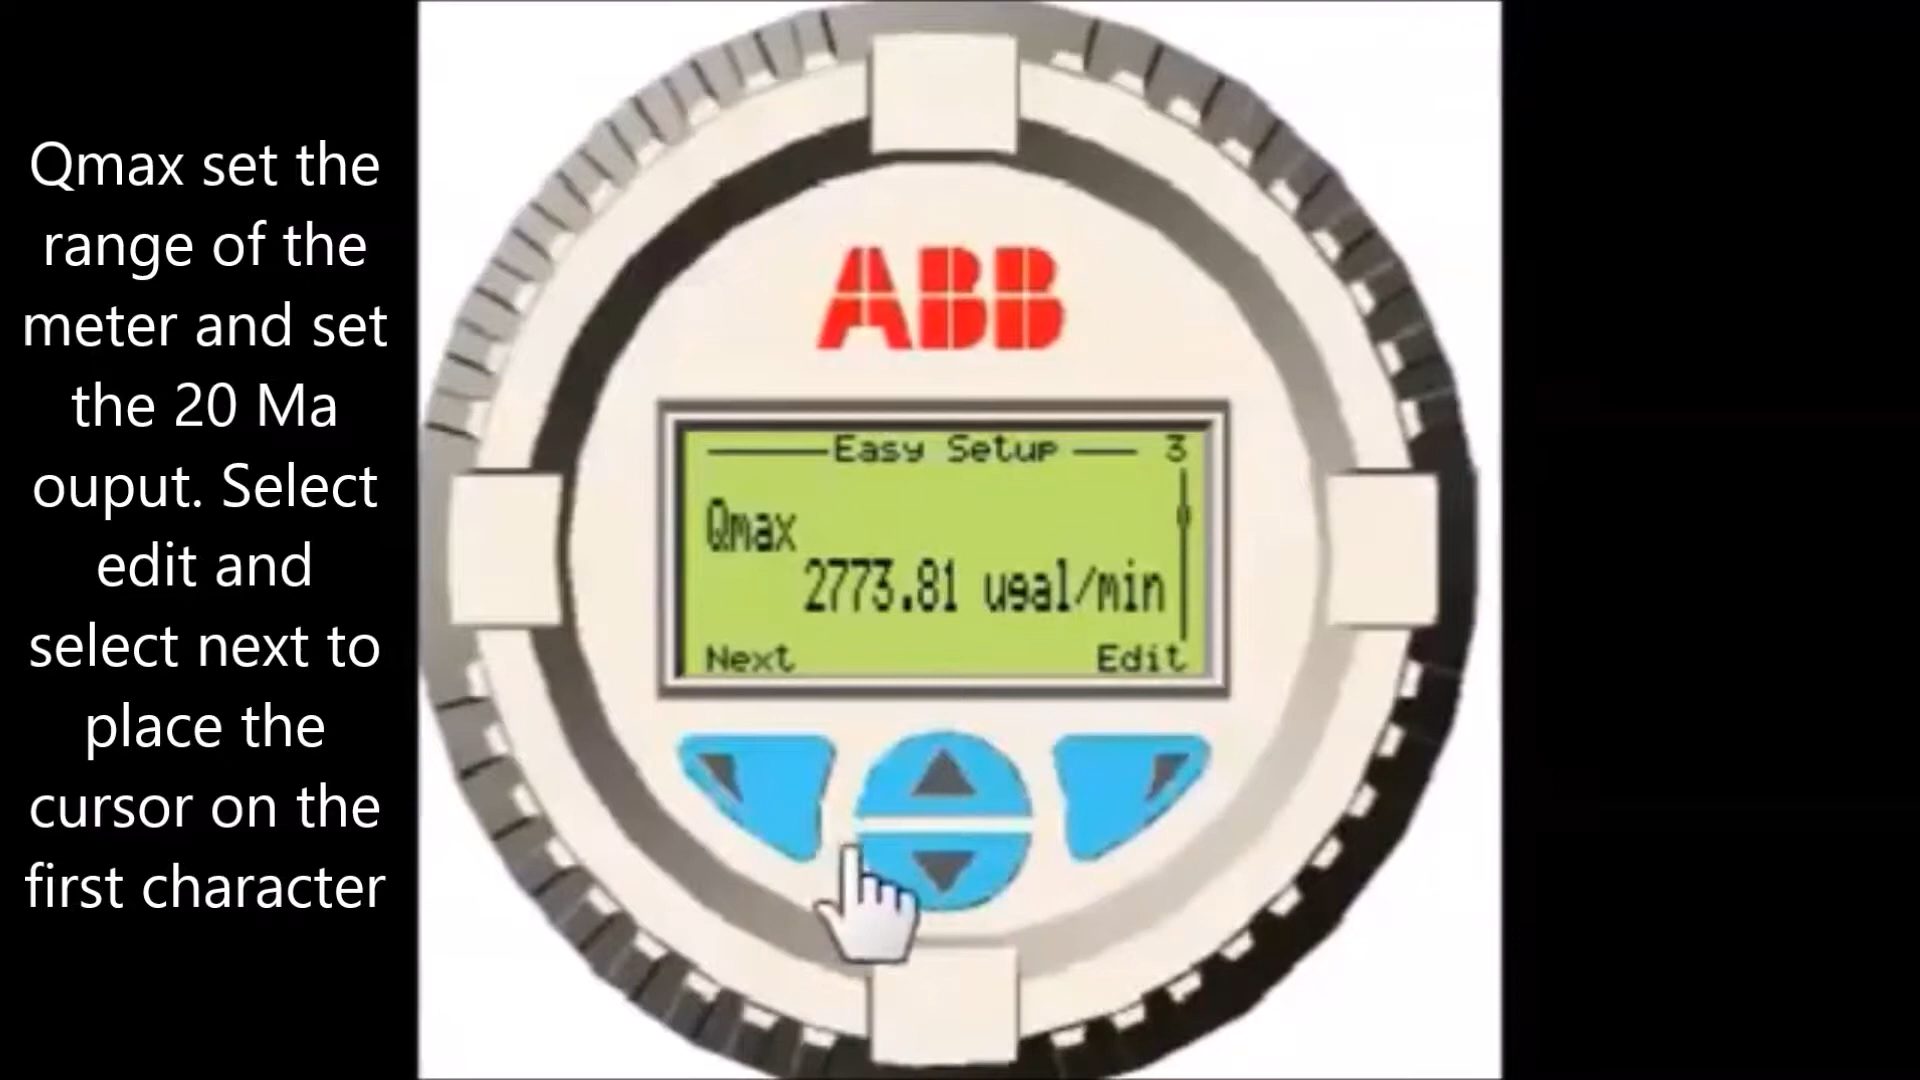 Qmax set the
range of the
meter and set
the 20 Ma
ouput. Select
edit and
select next to
place the
cursor on the
first character
ABB
Easy Setup 3
Qmax
2773.81 ugal/min
Next Edit